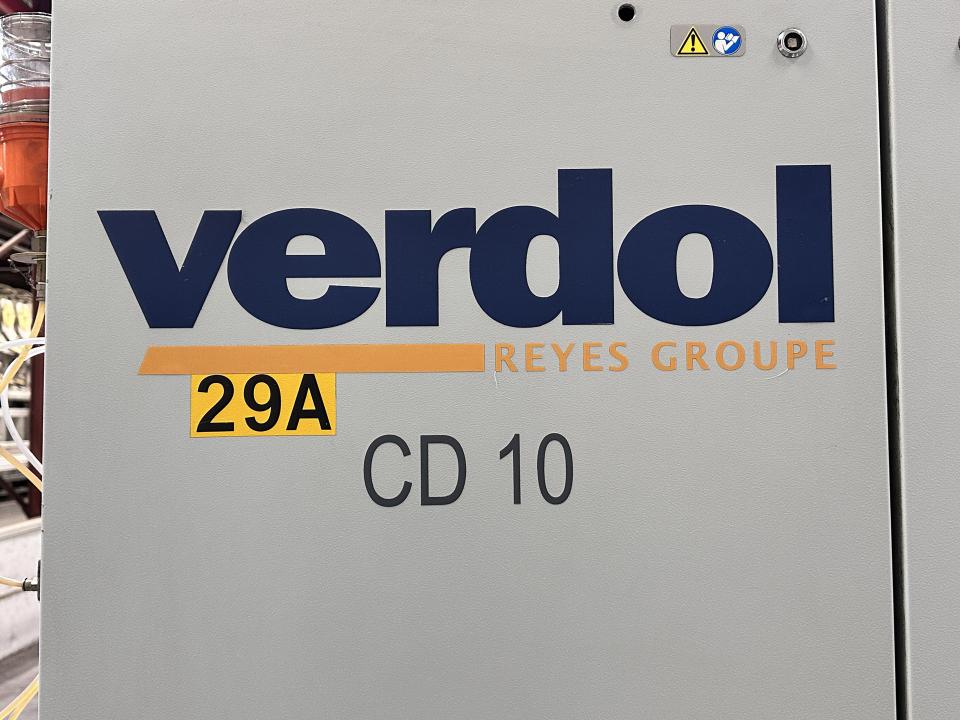 verdol
REYES GROUPE
29A
CD 10